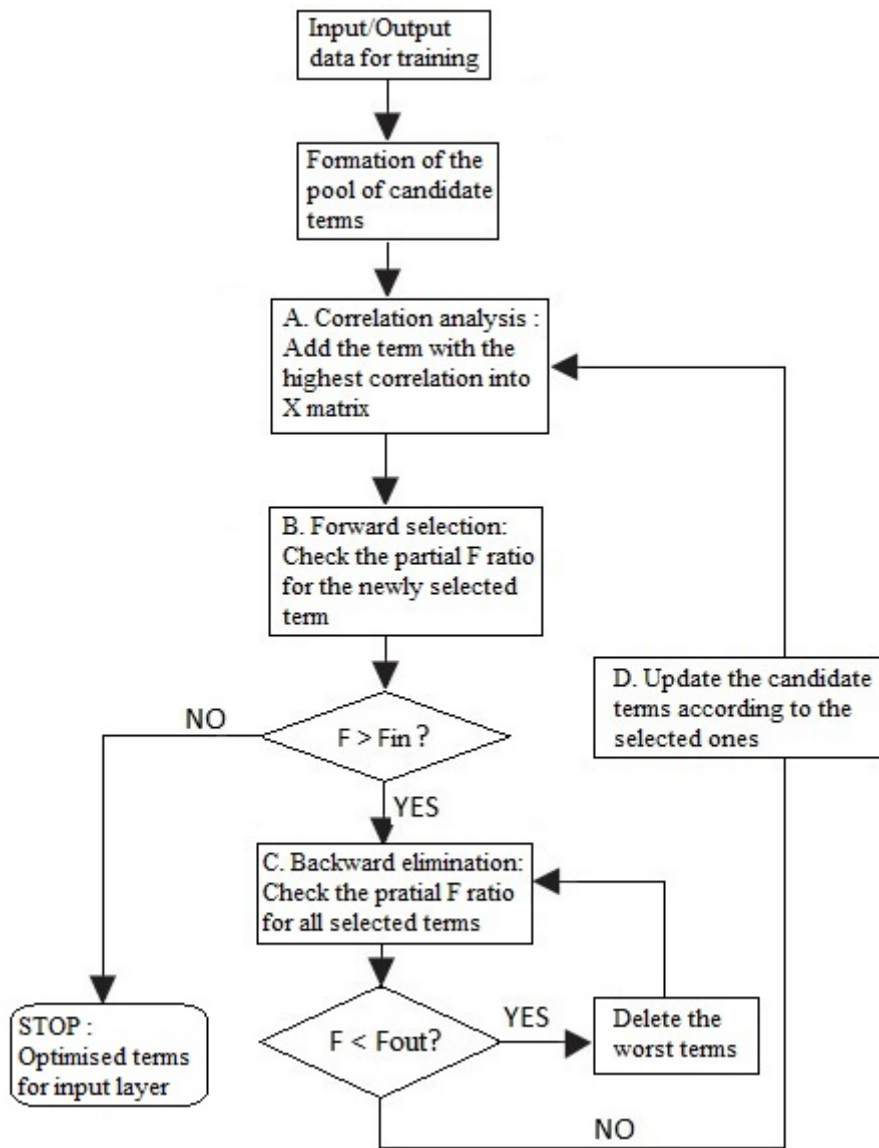 Input/Output
data for training
Formation of the
pool of candidate
terms
A. Correlation analysis :
Add the term with the
highest correlation into
X matrix
B. Forward selection:
Check the partial F ratio
for the newly selected
term
D. Update the candidate
terms according to the
selected ones
NO
F > Fin ?
YES
C. Backward elimination:
Check the pratial F ratio
for all selected terms
STOP :
Optimised terms
for input layer
F < Fout?
YES
Delete the
worst terms
NO